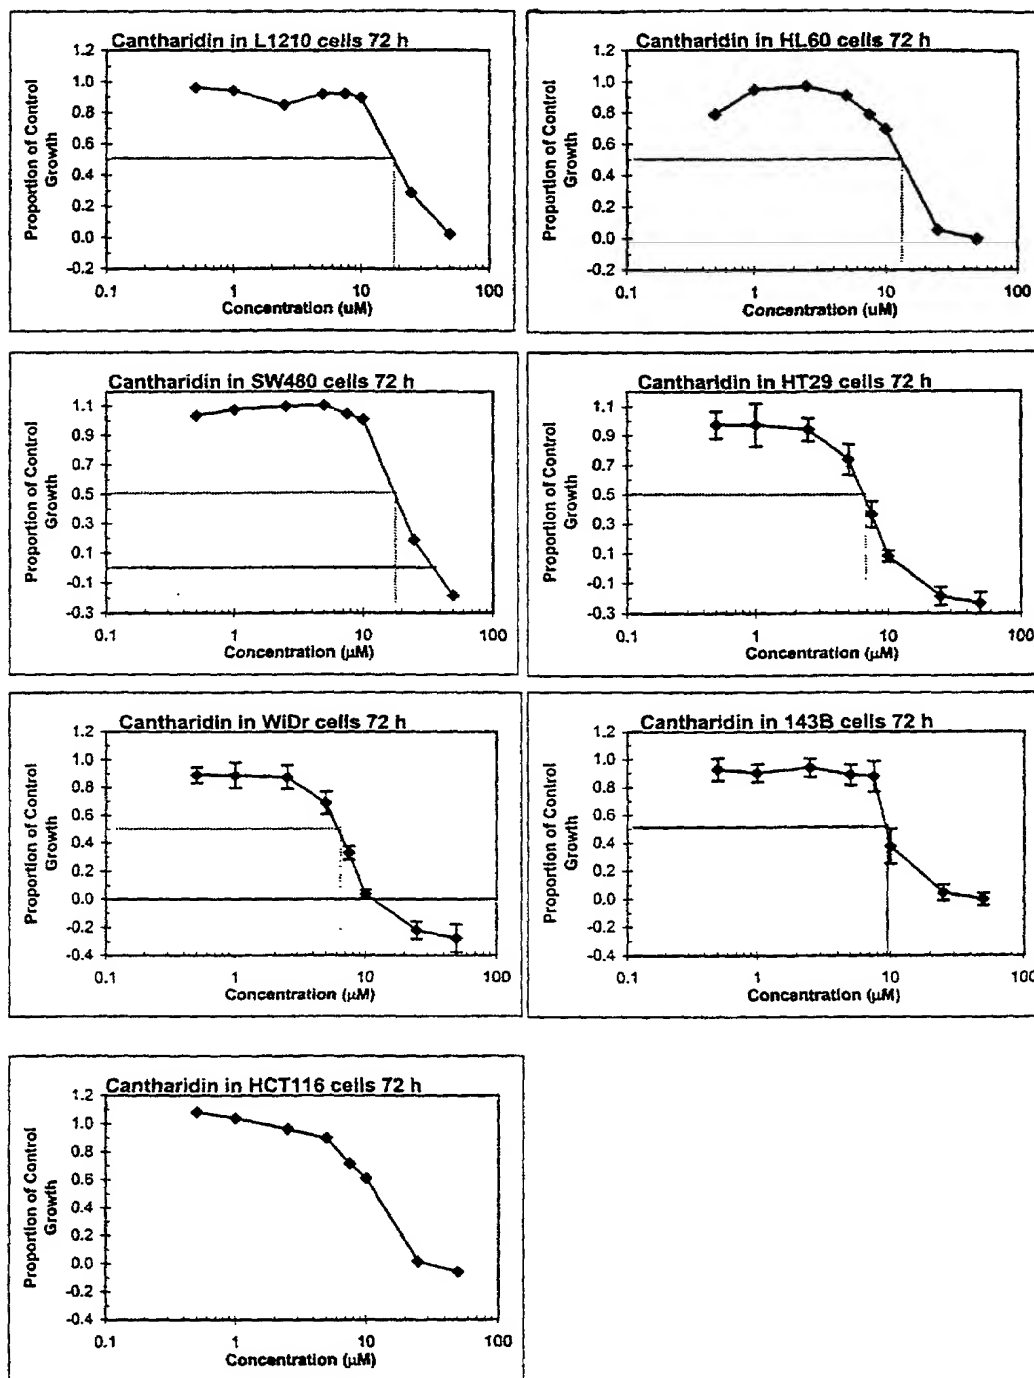 Cantharidin in L1210 cells 72 h
Proportion of Control
Growth
1.2
1.0
0.8
0.6
0.4
0.2
0.0
-0.2
0.1 1 10 100
Concentration (uM)
Cantharidin in HL60 cells 72 h
Proportion of Control
Growth
1.2
1.0
0.8
0.6
0.4
0.2
0.0
-0.2
0.1 1 10 100
Concentration (uM)
Cantharidin in SW480 cells 72 h
Proportion of Control
Growth
1.1
0.9
0.7
0.5
0.3
0.1
-0.1
-0.3
0.1 1 10 100
Concentration (µM)
Cantharidin in HT29 cells 72 h
Proportion of Control
Growth
1.1
0.9
0.7
0.5
0.3
0.1
-0.1
-0.3
0.1 1 10 100
Concentration (µM)
Cantharidin in WiDr cells 72 h
Proportion of Control
Growth
1.2
1.0
0.8
0.6
0.4
0.2
0.0
-0.2
-0.4
0.1 1 10 100
Concentration (µM)
Cantharidin in 143B cells 72 h
Proportion of Control
Growth
1.2
1.0
0.8
0.6
0.4
0.2
0.0
-0.2
-0.4
0.1 1 10 100
Concentration (µM)
Cantharidin in HCT116 cells 72 h
Proportion of Control
Growth
1.2
1.0
0.8
0.6
0.4
0.2
0.0
-0.2
-0.4
0.1 1 10 100
Concentration (µM)